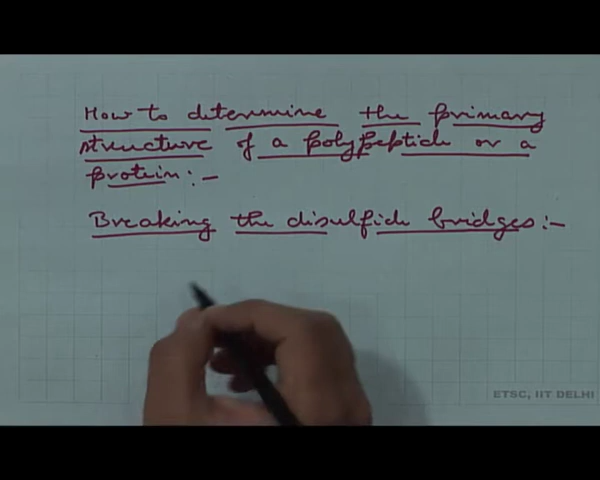 How to determine the primary
structure of a polypeptide or a
protein:-
Breaking the disulfide bridges:-
ETSC, IIT DELHI